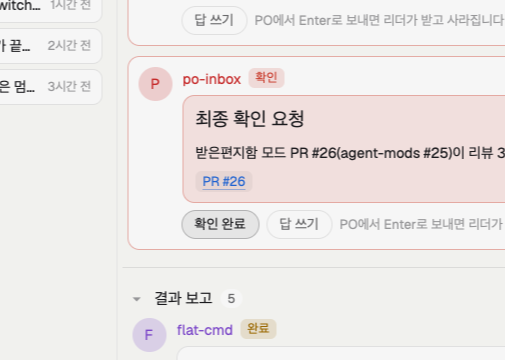 witch... 1시간 전
가 끝... 2시간 전
은 멈... 3시간 전
답 쓰기 PO에서 Enter로 보내면 리더가 받고 사라집니다
P po-inbox 확인
최종 확인 요청
받은편지함 모드 PR #26(agent-mods #25)이 리뷰 3
PR #26
확인 완료 답 쓰기 PO에서 Enter로 보내면 리더가
결과 보고 5
F flat-cmd 완료